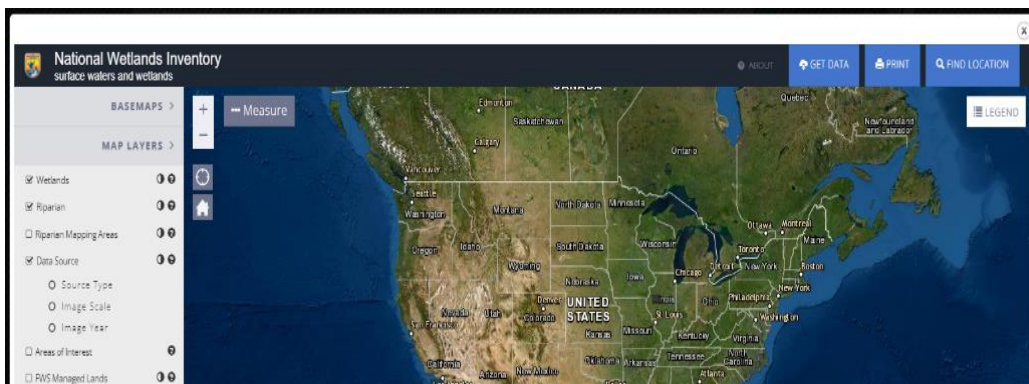 X
National Wetlands Inventory
surface waters and wetlands
ABOUT
GET DATA
PRINT
FIND LOCATION
BASEMAPS >
MAP LAYERS >
Wetlands
Riparian
Riparian Mapping Areas
Data Source
Source Type
Image Scale
Image Year
Areas of Interest
FWS Managed Lands
+
−
Measure
LEGEND
CANADA
Edmonton
Saskatchewan
Calgary
Vancouver
Ontario
Quebec
Newfoundland
and Labrador
Seattle
Washington
Montana
North Dakota
Minnesota
Ottawa
Montreal
Maine
Oregon
Idaho
South Dakota
Wisconsin
Toronto
Wyoming
Detroit
New York
Boston
Chicago
Nebraska
Iowa
New York
Nevada
Utah
Denver
Colorado
UNITED
STATES
Illinois
Ohio
Philadelphia
San Francisco
Kansas
Missouri
St. Louis
Washington
Kentucky
Virginia
California
Arizona
New Mexico
Oklahoma
Arkansas
Tennessee
North
Carolina
Atlanta